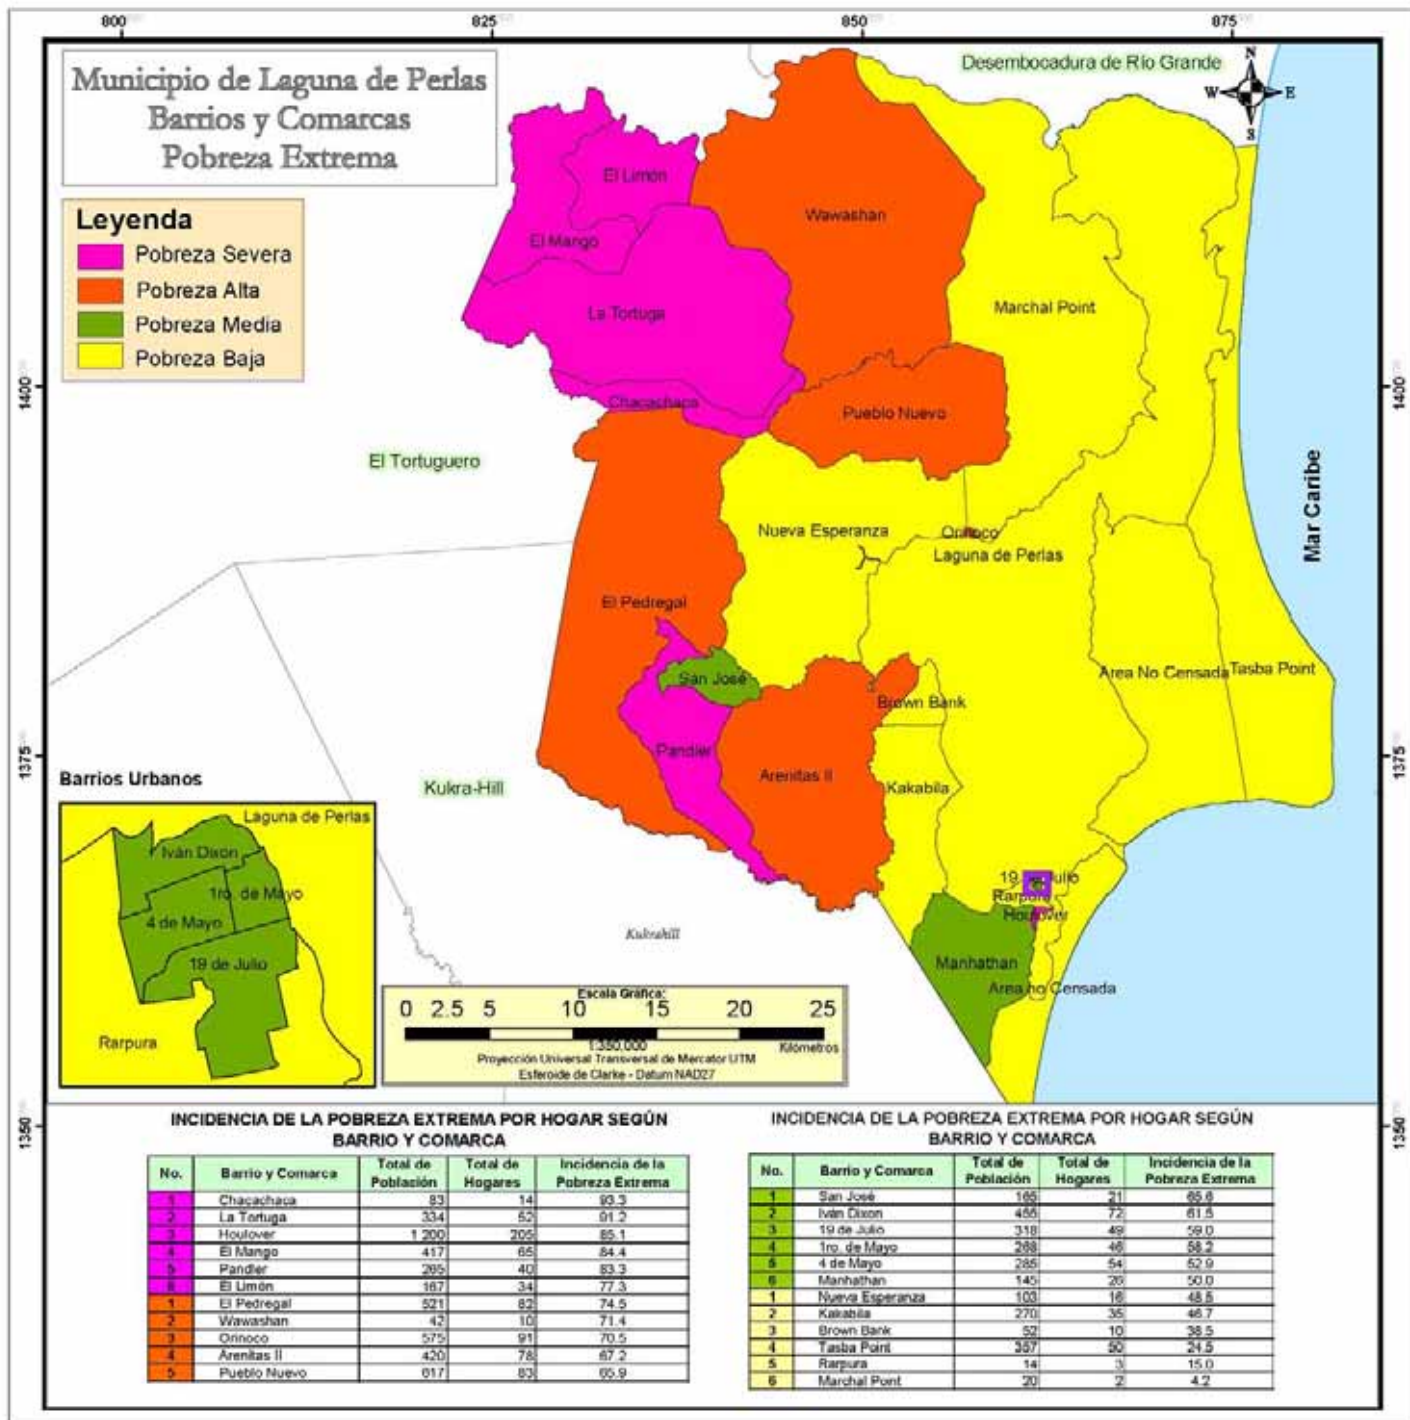 800
825
850
875
Municipio de Laguna de Perlas
Barrios y Comarcas
Pobreza Extrema
Desembocadura de Río Grande
N
W
E
S
Leyenda
Pobreza Severa
Pobreza Alta
Pobreza Media
Pobreza Baja
El Limón
Wawashan
El Mango
La Tortuga
Marchal Point
1400
1400
Chacachaca
Pueblo Nuevo
El Tortuguero
Mar Caribe
Nueva Esperanza
Orinoco
Laguna de Perlas
El Pedregal
San José
Area No Censada
Tasba Point
Brown Bank
Pandler
1375
1375
Arenitas II
Kakabila
Kukra-Hill
Barrios Urbanos
Laguna de Perlas
Iván Dixon
1ro. de Mayo
4 de Mayo
19 de Julio
Rarpura
19 de Julio
Rarpura
Houlover
Kukrahill
Manhathan
Area no Censada
Escala Gráfica:
0 2.5 5 10 15 20 25
1:350,000
Kilómetros
Proyección Universal Transversal de Mercator UTM
Esferoide de Clarke - Datum NAD27
1350
1350
INCIDENCIA DE LA POBREZA EXTREMA POR HOGAR SEGÚN
BARRIO Y COMARCA
No. Barrio y Comarca Total de Población Total de Hogares Incidencia de la Pobreza Extrema
1 Chacachaca 83 14 93.3
2 La Tortuga 334 52 91.2
3 Houlover 1 200 205 85.1
4 El Mango 417 65 84.4
5 Pandler 265 40 83.3
6 El Limón 167 34 77.3
1 El Pedregal 521 82 74.5
2 Wawashan 42 10 71.4
3 Orinoco 575 91 70.5
4 Arenitas II 420 78 67.2
5 Pueblo Nuevo 617 83 65.9
INCIDENCIA DE LA POBREZA EXTREMA POR HOGAR SEGÚN
BARRIO Y COMARCA
No. Barrio y Comarca Total de Población Total de Hogares Incidencia de la Pobreza Extrema
1 San José 165 21 65.6
2 Iván Dixon 455 72 61.5
3 19 de Julio 318 49 59.0
4 1ro. de Mayo 268 46 58.2
5 4 de Mayo 285 54 52.9
6 Manhathan 145 26 50.0
1 Nueva Esperanza 103 16 48.5
2 Kakabila 270 35 46.7
3 Brown Bank 52 10 38.5
4 Tasba Point 357 50 24.5
5 Rarpura 14 3 15.0
6 Marchal Point 20 2 4.2